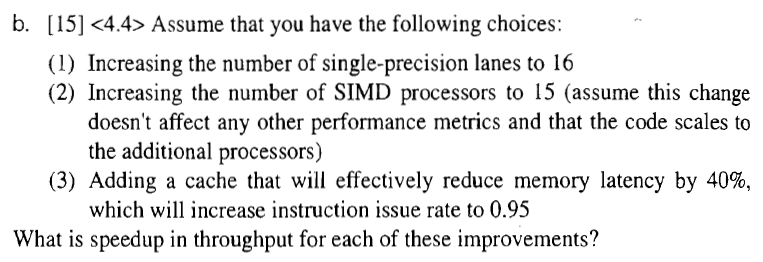 b. [15] <4.4> Assume that you have the following choices:
(1) Increasing the number of single-precision lanes to 16
(2) Increasing the number of SIMD processors to 15 (assume this change
doesn't affect any other performance metrics and that the code scales to
the additional processors)
(3) Adding a cache that will effectively reduce memory latency by 40%,
which will increase instruction issue rate to 0.95
What is speedup in throughput for each of these improvements?